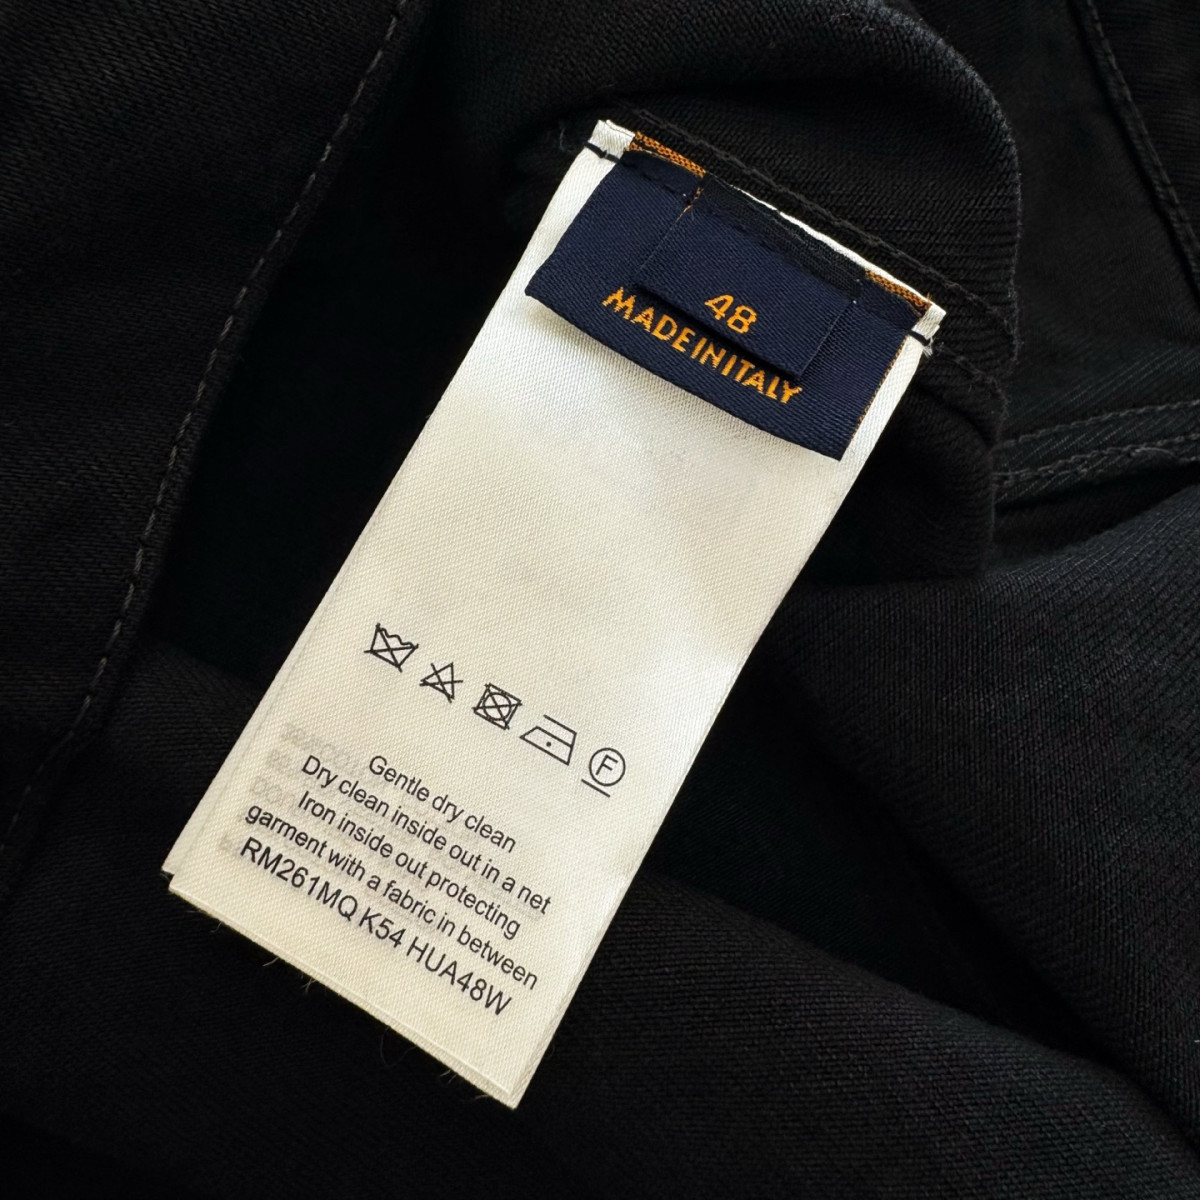 48
MADE IN ITALY
F
Gentle dry clean
Dry clean inside out in a net
Iron inside out protecting
garment with a fabric in between
RM261MQ K54 HUA48W